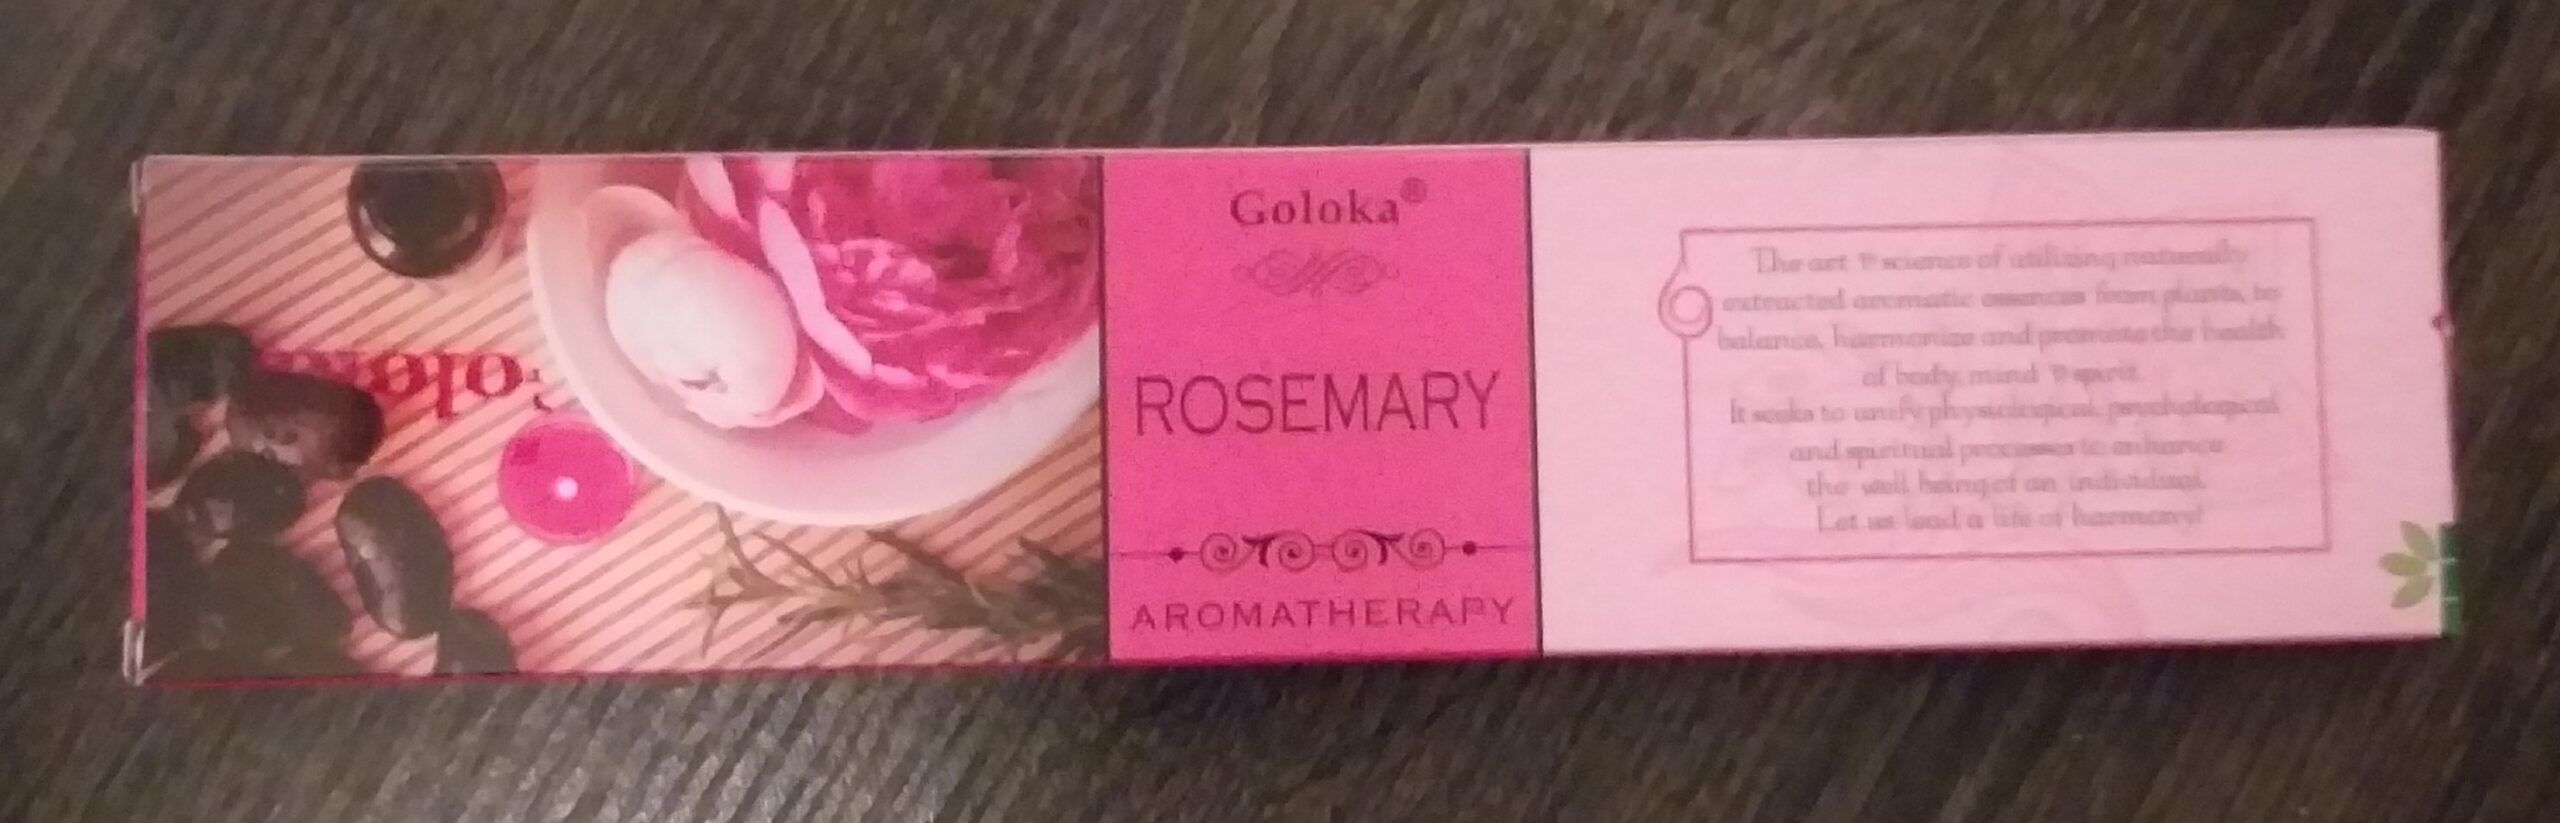 Goloka®
ROSEMARY
AROMATHERAPY
The art & science of utilizing naturally
extracted aromatic essences from plants, to
balance, harmonize and promote the health
of body, mind & spirit.
It seeks to unify physiological, psychological
and spiritual processes to enhance
the well being of an individual.
Let us lead a life of harmony!